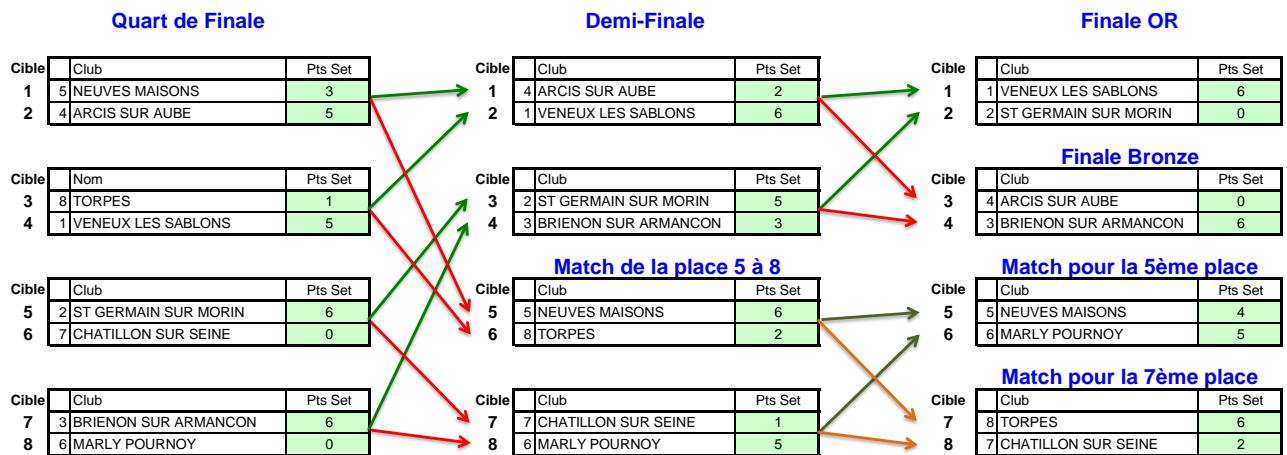 Quart de Finale Demi-Finale Finale OR
Cible Club Pts Set Cible Club Pts Set Cible Club Pts Set
1 5 NEUVES MAISONS 3 1 4 ARCIS SUR AUBE 2 1 1 VENEUX LES SABLONS 6
2 4 ARCIS SUR AUBE 5 2 1 VENEUX LES SABLONS 6 2 2 ST GERMAIN SUR MORIN 0
Finale Bronze
Cible Nom Pts Set Cible Club Pts Set Cible Club Pts Set
3 8 TORPES 1 3 2 ST GERMAIN SUR MORIN 5 3 4 ARCIS SUR AUBE 0
4 1 VENEUX LES SABLONS 5 4 3 BRIENON SUR ARMANCON 3 4 3 BRIENON SUR ARMANCON 6
Match de la place 5 à 8 Match pour la 5ème place
Cible Club Pts Set Cible Club Pts Set Cible Club Pts Set
5 2 ST GERMAIN SUR MORIN 6 5 5 NEUVES MAISONS 6 5 5 NEUVES MAISONS 4
6 7 CHATILLON SUR SEINE 0 6 8 TORPES 2 6 6 MARLY POURNOY 5
Match pour la 7ème place
Cible Club Pts Set Cible Club Pts Set Cible Club Pts Set
7 3 BRIENON SUR ARMANCON 6 7 7 CHATILLON SUR SEINE 1 7 8 TORPES 6
8 6 MARLY POURNOY 0 8 6 MARLY POURNOY 5 8 7 CHATILLON SUR SEINE 2